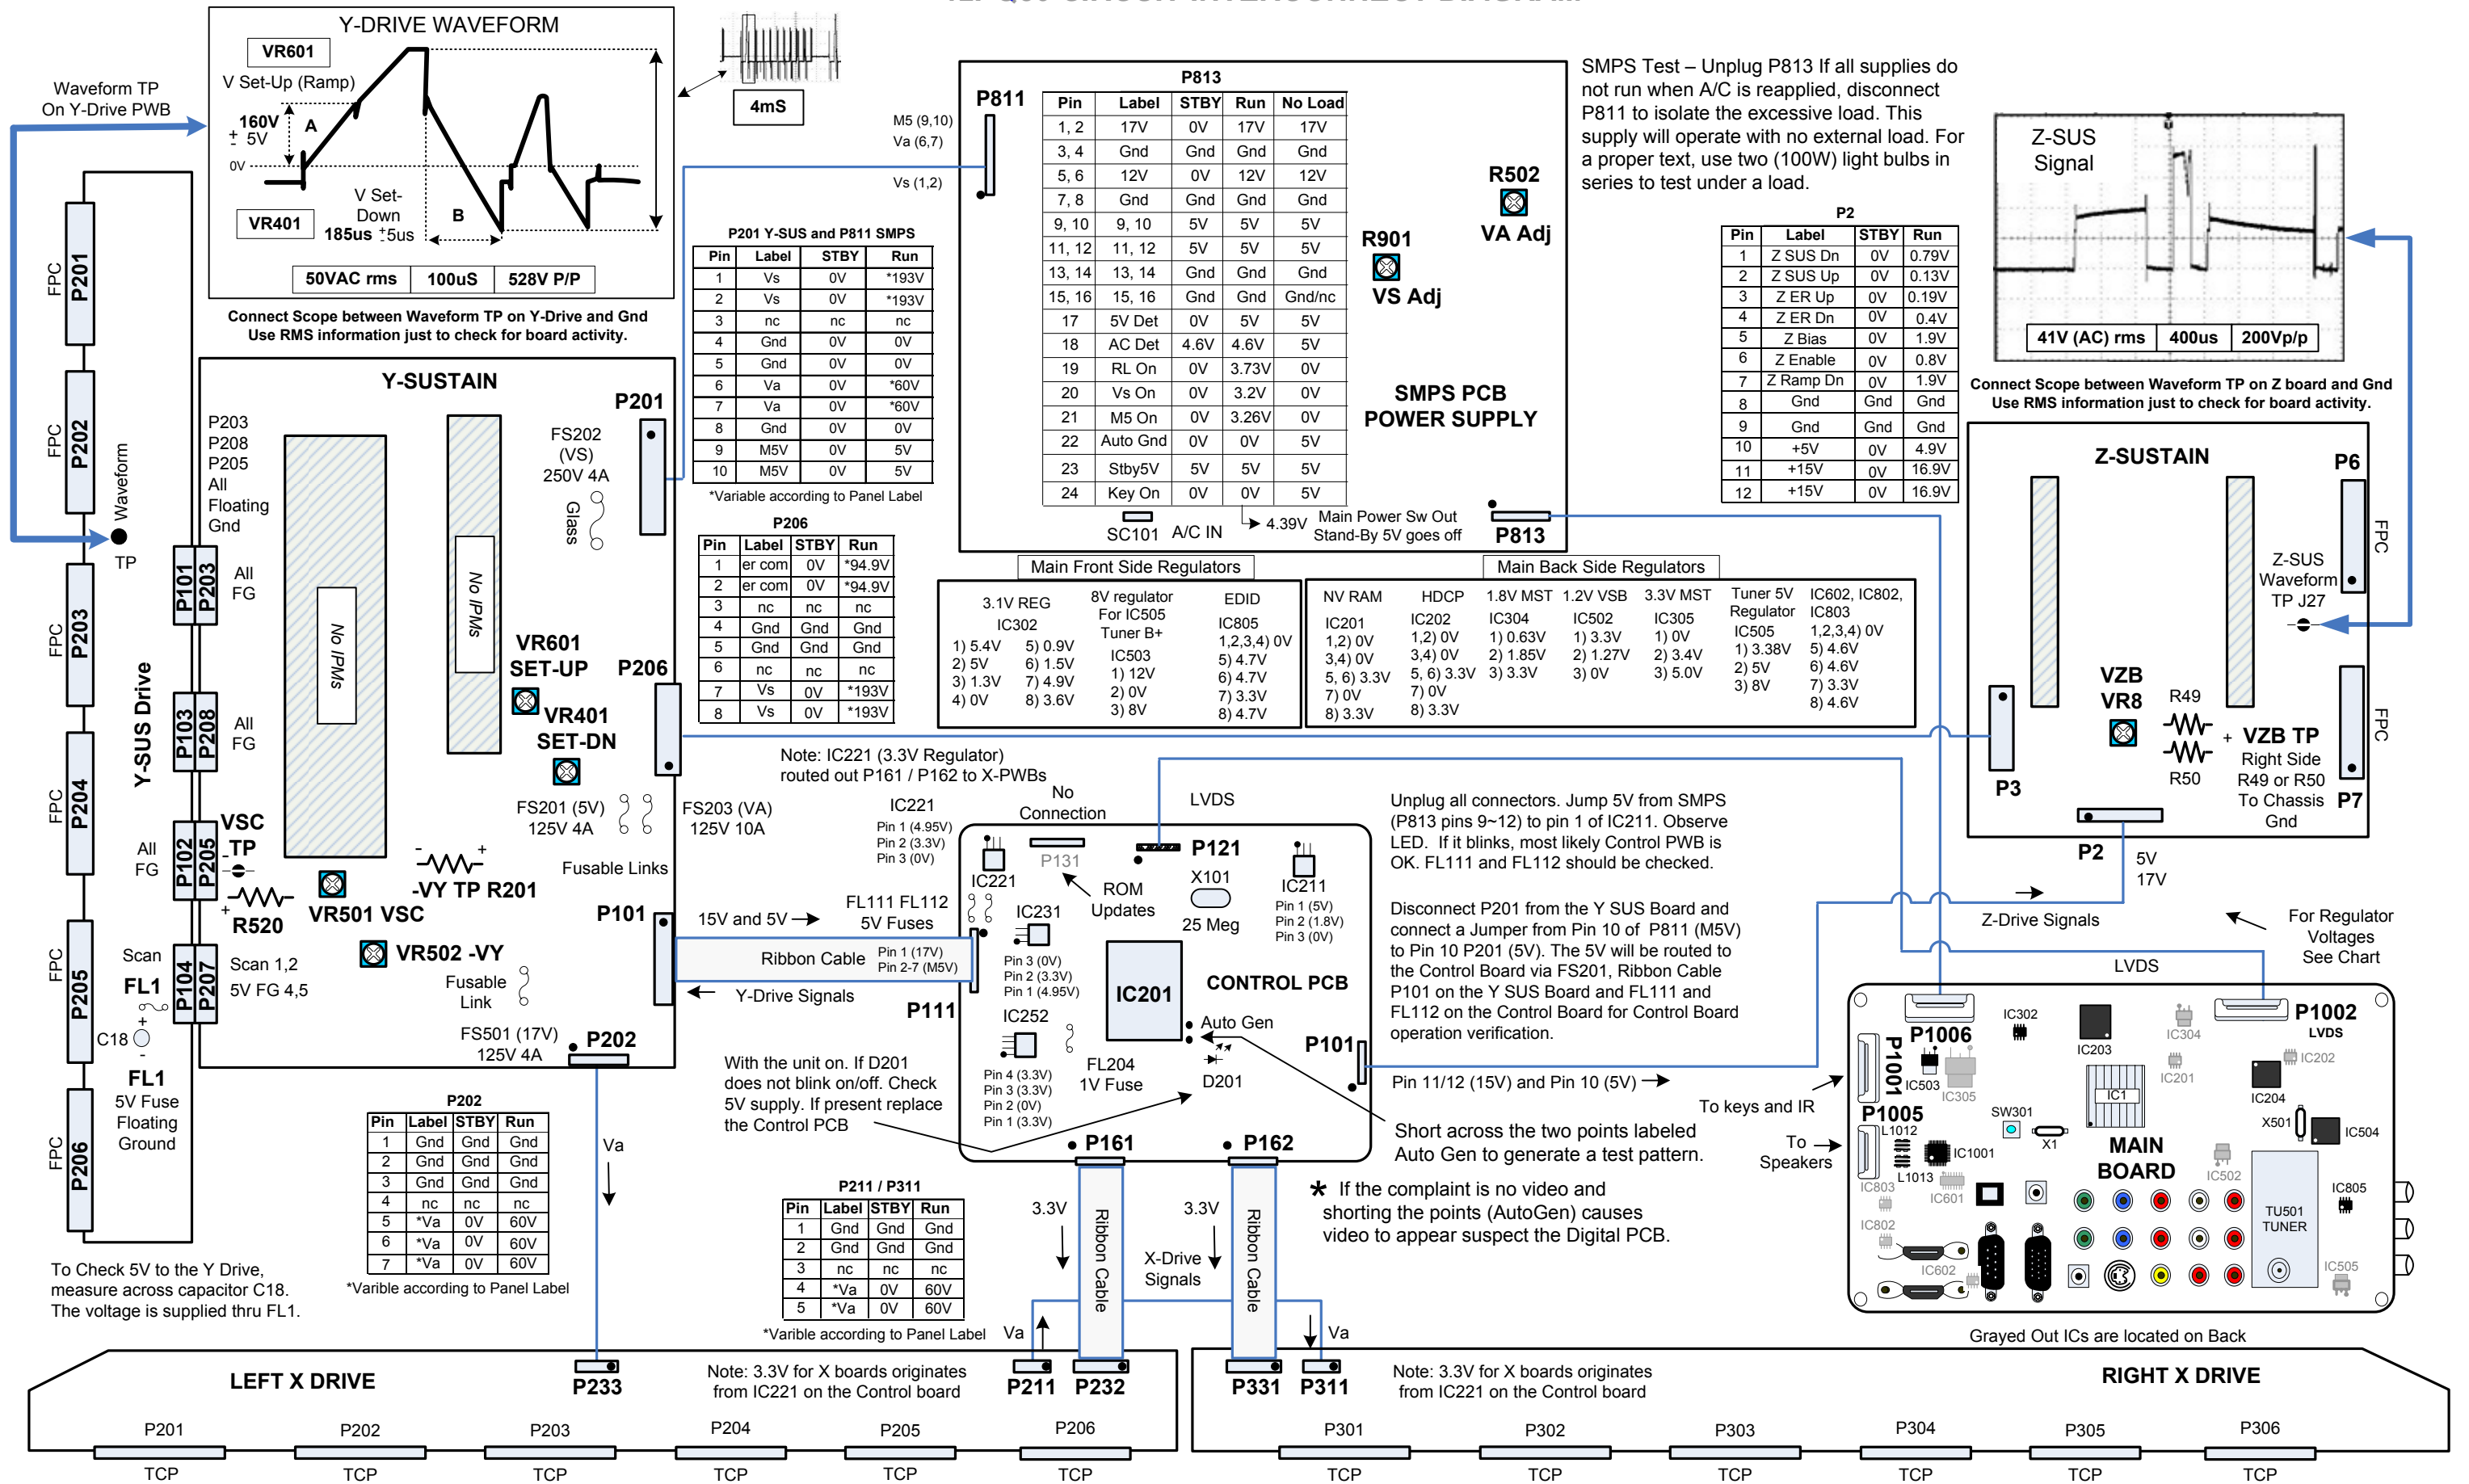 Y-DRIVE WAVEFORM
VR601
V Set-Up (Ramp)
160V
+
- 5V
A
0V
VR401
V Set-
Down
185us +
-5us
B
50VAC rms 100uS 528V P/P
4mS
Connect Scope between Waveform TP on Y-Drive and Gnd
Use RMS information just to check for board activity.
Waveform TP
On Y-Drive PWB
FPC P201
FPC P202
FPC P203
FPC P204
FPC P205
FPC P206
Waveform
TP
Y-SUS Drive
P101 P203
All
FG
P103 P208
All
FG
All
FG
P102 P205
Scan
P104 P207
FL1
+
C18
-
FL1
5V Fuse
Floating
Ground
To Check 5V to the Y Drive,
measure across capacitor C18.
The voltage is supplied thru FL1.
Y-SUSTAIN
P203
P208
P205
All
Floating
Gnd
No IPMs
No IPMs
FS202
(VS)
250V 4A
Glass
P201
VR601
SET-UP
P206
VR401
SET-DN
FS201 (5V)
125V 4A
FS203 (VA)
125V 10A
Fusable Links
VSC
TP
-
+
R520
VR501 VSC
- +
-VY TP R201
VR502 -VY
Scan 1,2
5V FG 4,5
Fusable
Link
FS501 (17V)
125V 4A
P101
P202
P201 Y-SUS and P811 SMPS
Pin Label STBY Run
1 Vs 0V *193V
2 Vs 0V *193V
3 nc nc nc
4 Gnd 0V 0V
5 Gnd 0V 0V
6 Va 0V *60V
7 Va 0V *60V
8 Gnd 0V 0V
9 M5V 0V 5V
10 M5V 0V 5V
*Variable according to Panel Label
P206
Pin Label STBY Run
1 er com 0V *94.9V
2 er com 0V *94.9V
3 nc nc nc
4 Gnd Gnd Gnd
5 Gnd Gnd Gnd
6 nc nc nc
7 Vs 0V *193V
8 Vs 0V *193V
P811
M5 (9,10)
Va (6,7)
Vs (1,2)
P813
Pin Label STBY Run No Load
1, 2 17V 0V 17V 17V
3, 4 Gnd Gnd Gnd Gnd
5, 6 12V 0V 12V 12V
7, 8 Gnd Gnd Gnd Gnd
9, 10 9, 10 5V 5V 5V
11, 12 11, 12 5V 5V 5V
13, 14 13, 14 Gnd Gnd Gnd
15, 16 15, 16 Gnd Gnd Gnd/nc
17 5V Det 0V 5V 5V
18 AC Det 4.6V 4.6V 5V
19 RL On 0V 3.73V 0V
20 Vs On 0V 3.2V 0V
21 M5 On 0V 3.26V 0V
22 Auto Gnd 0V 0V 5V
23 Stby5V 5V 5V 5V
24 Key On 0V 0V 5V
SC101 A/C IN
4.39V Main Power Sw Out
Stand-By 5V goes off
P813
R901
VS Adj
R502
VA Adj
SMPS PCB
POWER SUPPLY
SMPS Test – Unplug P813 If all supplies do
not run when A/C is reapplied, disconnect
P811 to isolate the excessive load. This
supply will operate with no external load. For
a proper text, use two (100W) light bulbs in
series to test under a load.
P2
Pin Label STBY Run
1 Z SUS Dn 0V 0.79V
2 Z SUS Up 0V 0.13V
3 Z ER Up 0V 0.19V
4 Z ER Dn 0V 0.4V
5 Z Bias 0V 1.9V
6 Z Enable 0V 0.8V
7 Z Ramp Dn 0V 1.9V
8 Gnd Gnd Gnd
9 Gnd Gnd Gnd
10 +5V 0V 4.9V
11 +15V 0V 16.9V
12 +15V 0V 16.9V
Z-SUS
Signal
41V (AC) rms 400us 200Vp/p
Connect Scope between Waveform TP on Z board and Gnd
Use RMS information just to check for board activity.
Z-SUSTAIN
P6
FPC
Z-SUS
Waveform
TP J27
VZB
VR8
R49
R50
+ VZB TP
Right Side
R49 or R50
To Chassis
Gnd
FPC
P7
P3
P2
5V
17V
Z-Drive Signals
Main Front Side Regulators
3.1V REG
IC302
1) 5.4V 5) 0.9V
2) 5V 6) 1.5V
3) 1.3V 7) 4.9V
4) 0V 8) 3.6V
8V regulator
For IC505
Tuner B+
IC503
1) 12V
2) 0V
3) 8V
EDID
IC805
1,2,3,4) 0V
5) 4.7V
6) 4.7V
7) 3.3V
8) 4.7V
Main Back Side Regulators
NV RAM
IC201
1,2) 0V
3,4) 0V
5, 6) 3.3V
7) 0V
8) 3.3V
HDCP
IC202
1,2) 0V
3,4) 0V
5, 6) 3.3V
7) 0V
8) 3.3V
1.8V MST
IC304
1) 0.63V
2) 1.85V
3) 3.3V
1.2V VSB
IC502
1) 3.3V
2) 1.27V
3) 0V
3.3V MST
IC305
1) 0V
2) 3.4V
3) 5.0V
Tuner 5V
Regulator
IC505
1) 3.38V
2) 5V
3) 8V
IC602, IC802,
IC803
1,2,3,4) 0V
5) 4.6V
6) 4.6V
7) 3.3V
8) 4.6V
Note: IC221 (3.3V Regulator)
routed out P161 / P162 to X-PWBs
IC221
Pin 1 (4.95V)
Pin 2 (3.3V)
Pin 3 (0V)
No
Connection
LVDS
P131
P121
IC221
ROM
Updates
X101
25 Meg
IC211
Pin 1 (5V)
Pin 2 (1.8V)
Pin 3 (0V)
FL111 FL112
5V Fuses
IC231
Pin 3 (0V)
Pin 2 (3.3V)
Pin 1 (4.95V)
IC201
CONTROL PCB
IC252
Pin 4 (3.3V)
Pin 3 (3.3V)
Pin 2 (0V)
Pin 1 (3.3V)
FL204
1V Fuse
Auto Gen
D201
P101
P111
P161
P162
15V and 5V
Ribbon Cable
Pin 1 (17V)
Pin 2-7 (M5V)
Y-Drive Signals
With the unit on. If D201
does not blink on/off. Check
5V supply. If present replace
the Control PCB
Unplug all connectors. Jump 5V from SMPS
(P813 pins 9~12) to pin 1 of IC211. Observe
LED. If it blinks, most likely Control PWB is
OK. FL111 and FL112 should be checked.
Disconnect P201 from the Y SUS Board and
connect a Jumper from Pin 10 of P811 (M5V)
to Pin 10 P201 (5V). The 5V will be routed to
the Control Board via FS201, Ribbon Cable
P101 on the Y SUS Board and FL111 and
FL112 on the Control Board for Control Board
operation verification.
Pin 11/12 (15V) and Pin 10 (5V)
Short across the two points labeled
Auto Gen to generate a test pattern.
* If the complaint is no video and
shorting the points (AutoGen) causes
video to appear suspect the Digital PCB.
For Regulator
Voltages
See Chart
LVDS
To keys and IR
To
Speakers
P1006
P1001
P1005
P1002
LVDS
IC302
IC203
IC304
IC202
IC201
IC503
IC305
IC1
IC204
SW301
X1
X501
IC504
L1012
IC1001
L1013
MAIN
BOARD
IC803
IC601
IC502
IC805
IC802
IC602
TU501
TUNER
IC505
Grayed Out ICs are located on Back
P202
Pin Label STBY Run
1 Gnd Gnd Gnd
2 Gnd Gnd Gnd
3 Gnd Gnd Gnd
4 nc nc nc
5 *Va 0V 60V
6 *Va 0V 60V
7 *Va 0V 60V
*Varible according to Panel Label
Va
P211 / P311
Pin Label STBY Run
1 Gnd Gnd Gnd
2 Gnd Gnd Gnd
3 nc nc nc
4 *Va 0V 60V
5 *Va 0V 60V
*Varible according to Panel Label
3.3V
Ribbon Cable
3.3V
X-Drive
Signals
Ribbon Cable
Va
Va
LEFT X DRIVE
P233
Note: 3.3V for X boards originates
from IC221 on the Control board
P211 P232
P331 P311
Note: 3.3V for X boards originates
from IC221 on the Control board
RIGHT X DRIVE
P201 P202 P203 P204 P205 P206
P301 P302 P303 P304 P305 P306
TCP TCP TCP TCP TCP TCP
TCP TCP TCP TCP TCP TCP